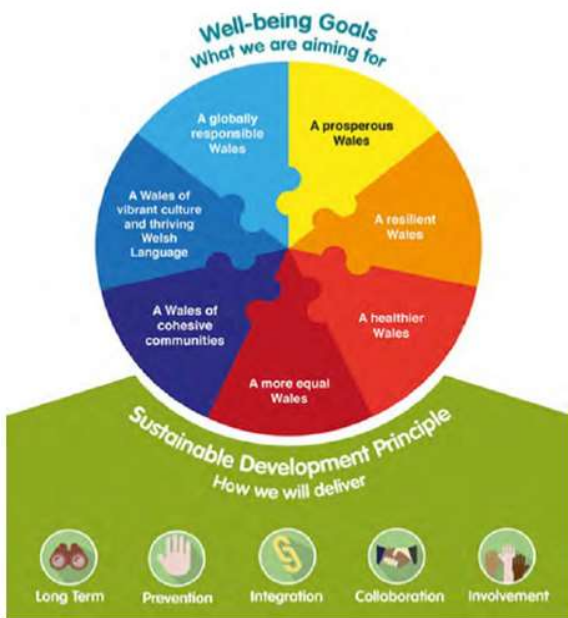 Well-being Goals
What we are aiming for
A globally
responsible
Wales
A prosperous
Wales
A Wales of
vibrant culture
and thriving
Welsh
Language
A resilient
Wales
A Wales of
cohesive
communities
A healthier
Wales
A more equal
Wales
Sustainable Development Principle
How we will deliver
Long Term
Prevention
Integration
Collaboration
Involvement